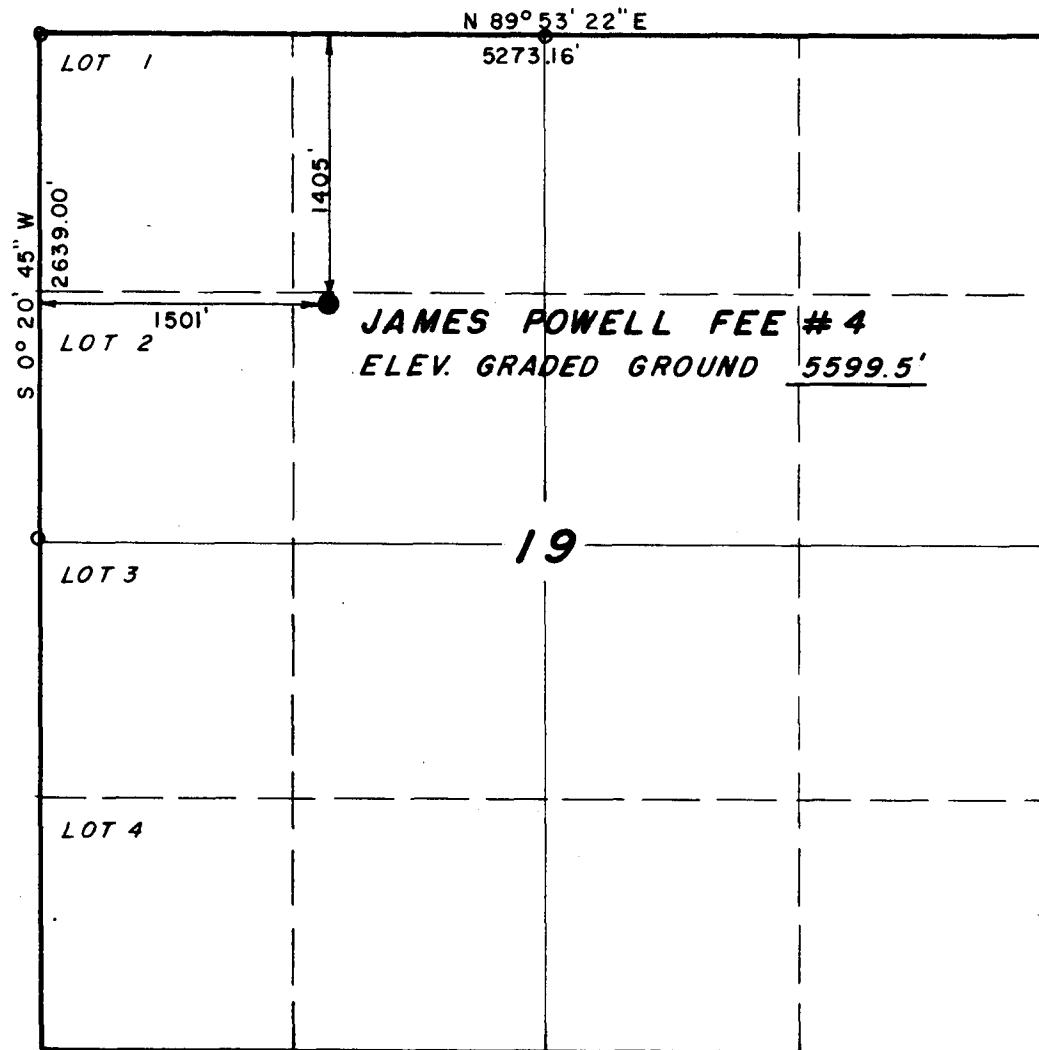 N 89° 53' 22" E
5273.16'
LOT 1
1405'
S 0° 20' 45" W
2639.00'
1501'
LOT 2
JAMES POWELL FEE #4
ELEV. GRADED GROUND 5599.5'
19
LOT 3
LOT 4